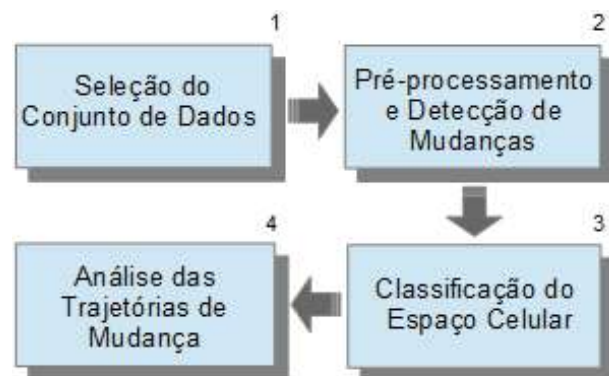 1
Seleção do
Conjunto de Dados
2
Pré-processamento
e Detecção de
Mudanças
3
Classificação do
Espaço Celular
4
Análise das
Trajetórias de
Mudança